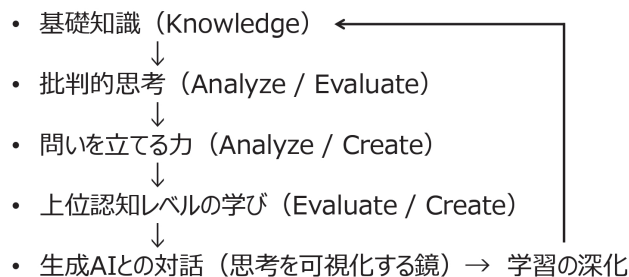 • 基礎知識（Knowledge）
↓
• 批判的思考（Analyze / Evaluate）
↓
• 問いを立てる力（Analyze / Create）
↓
• 上位認知レベルの学び（Evaluate / Create）
↓
• 生成AIとの対話（思考を可視化する鏡）→ 学習の深化